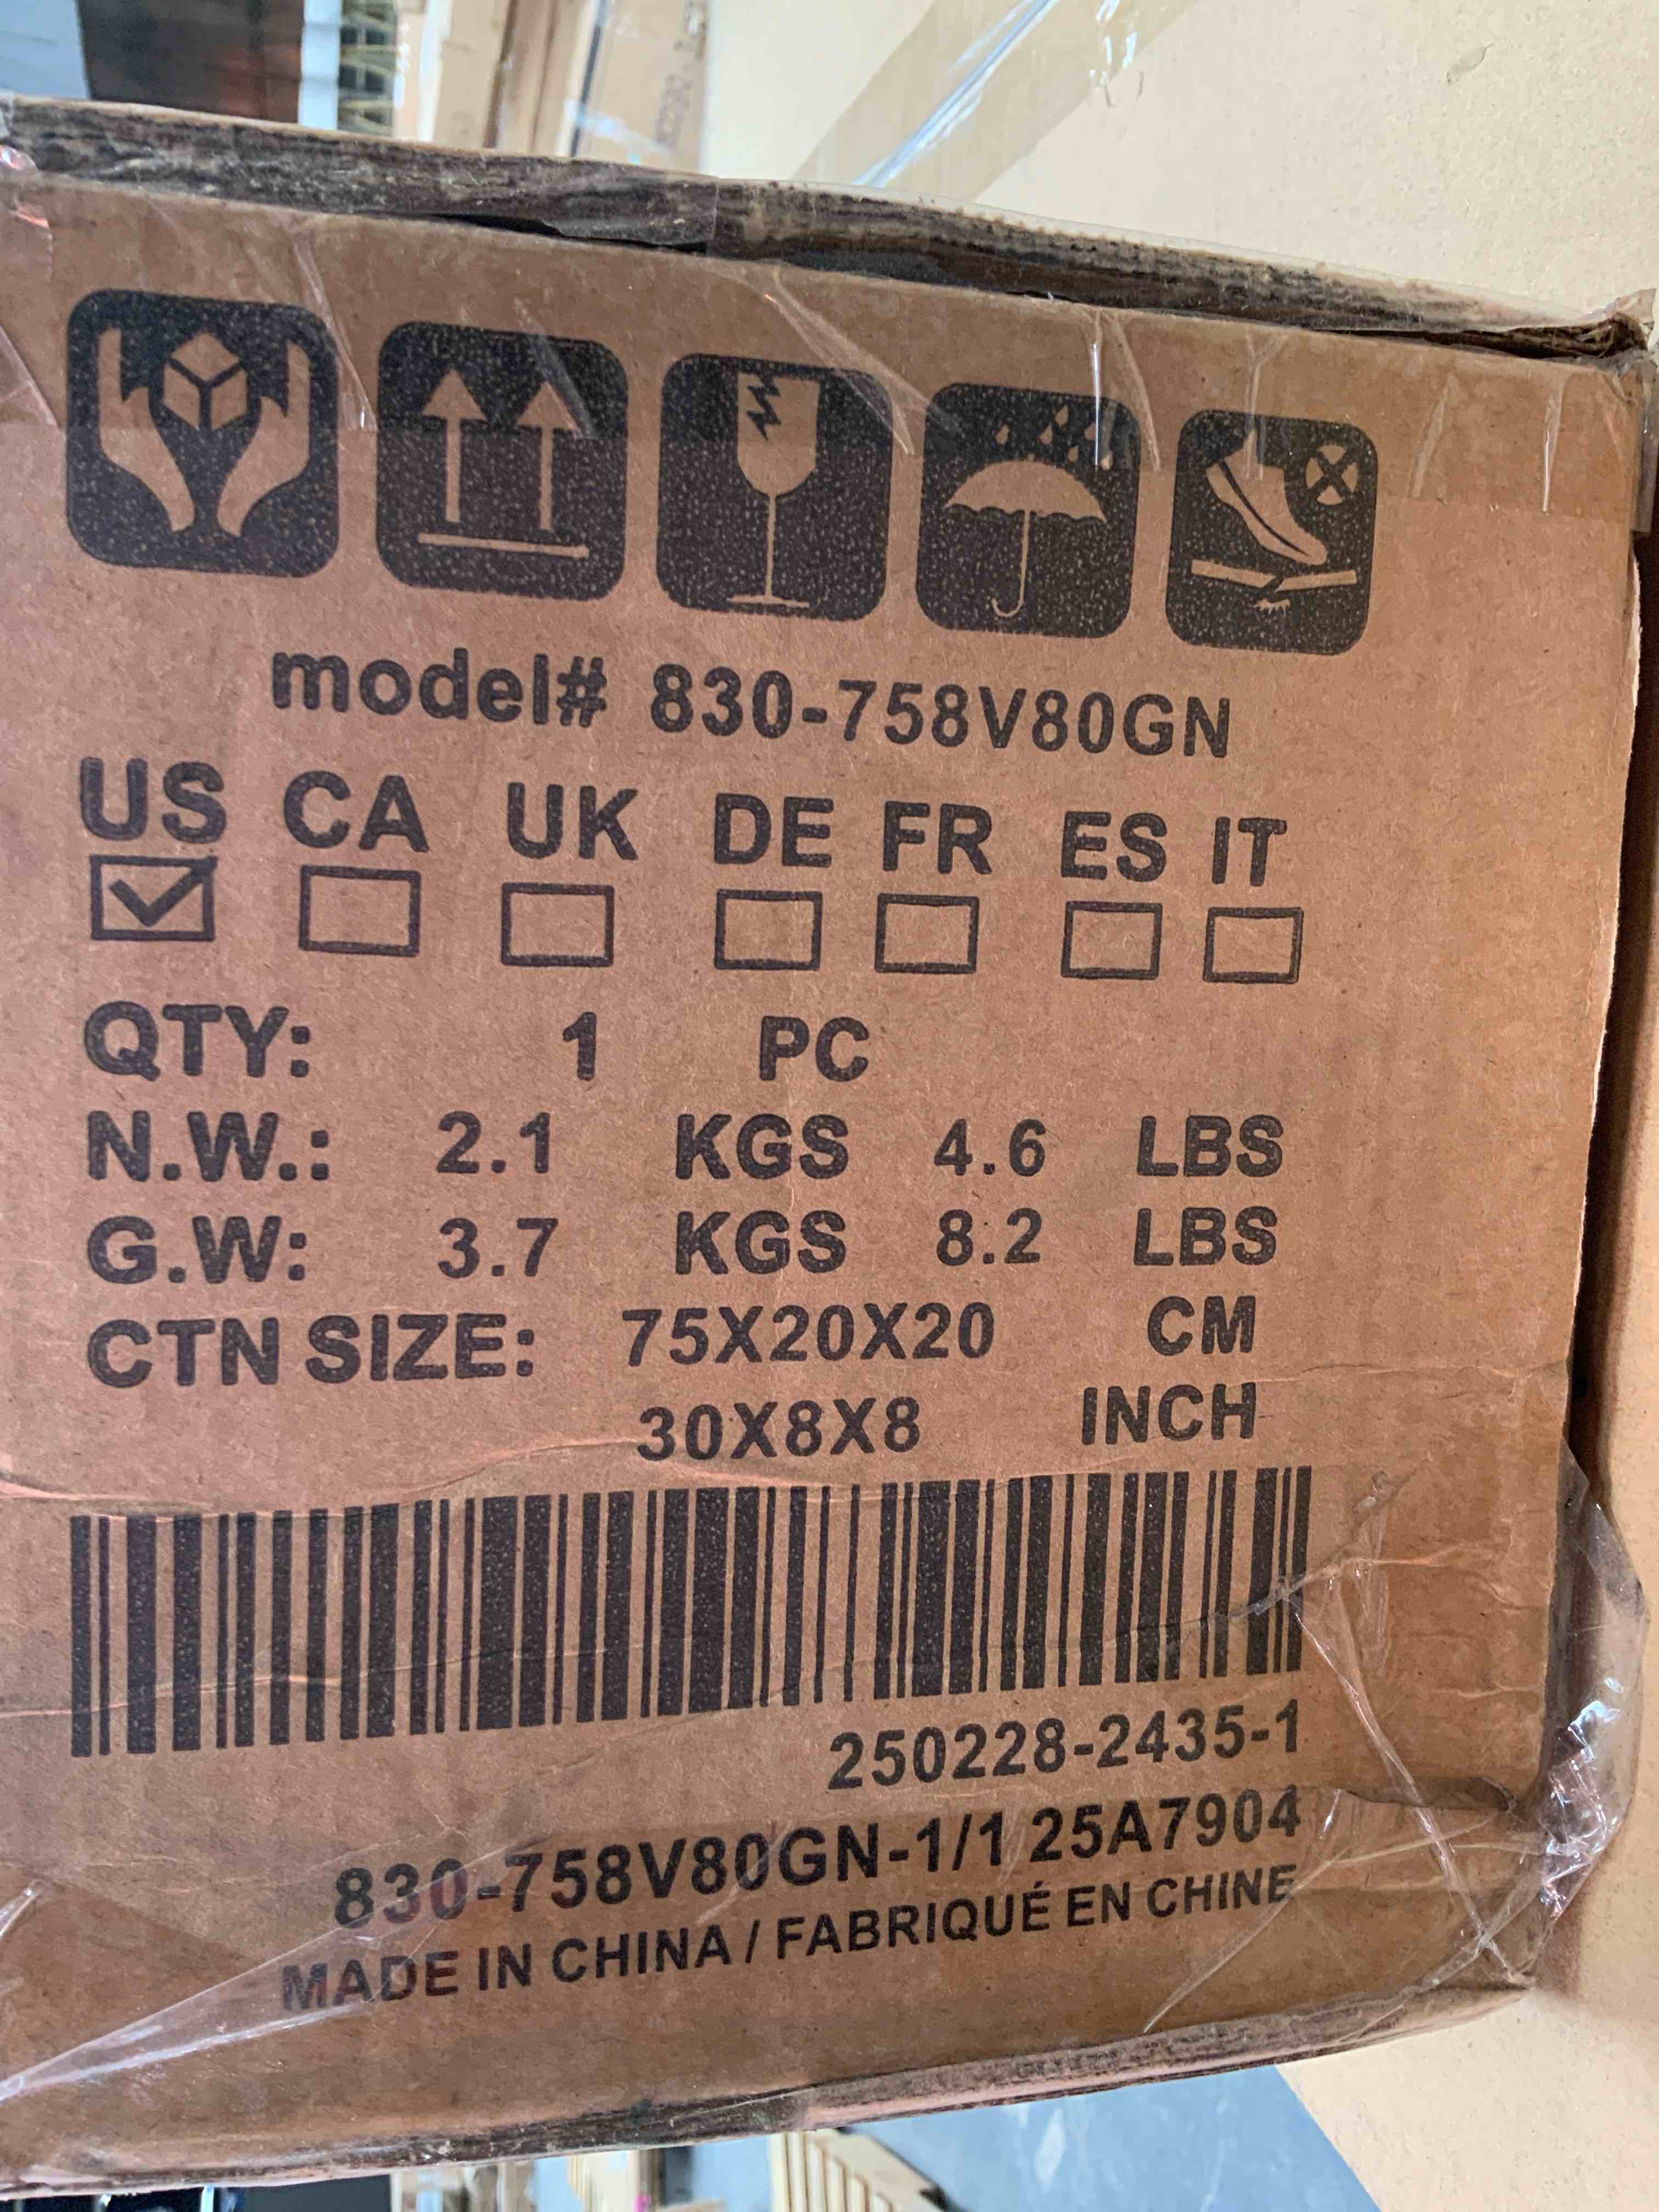 model# 830-758V80GN
US CA UK DE FR ES IT
QTY: 1 PC
N.W.: 2.1 KGS 4.6 LBS
G.W: 3.7 KGS 8.2 LBS
CTN SIZE: 75X20X20 CM
30X8X8 INCH
250228-2435-1
830-758V80GN-1/1 25A7904
MADE IN CHINA / FABRIQUÉ EN CHINE